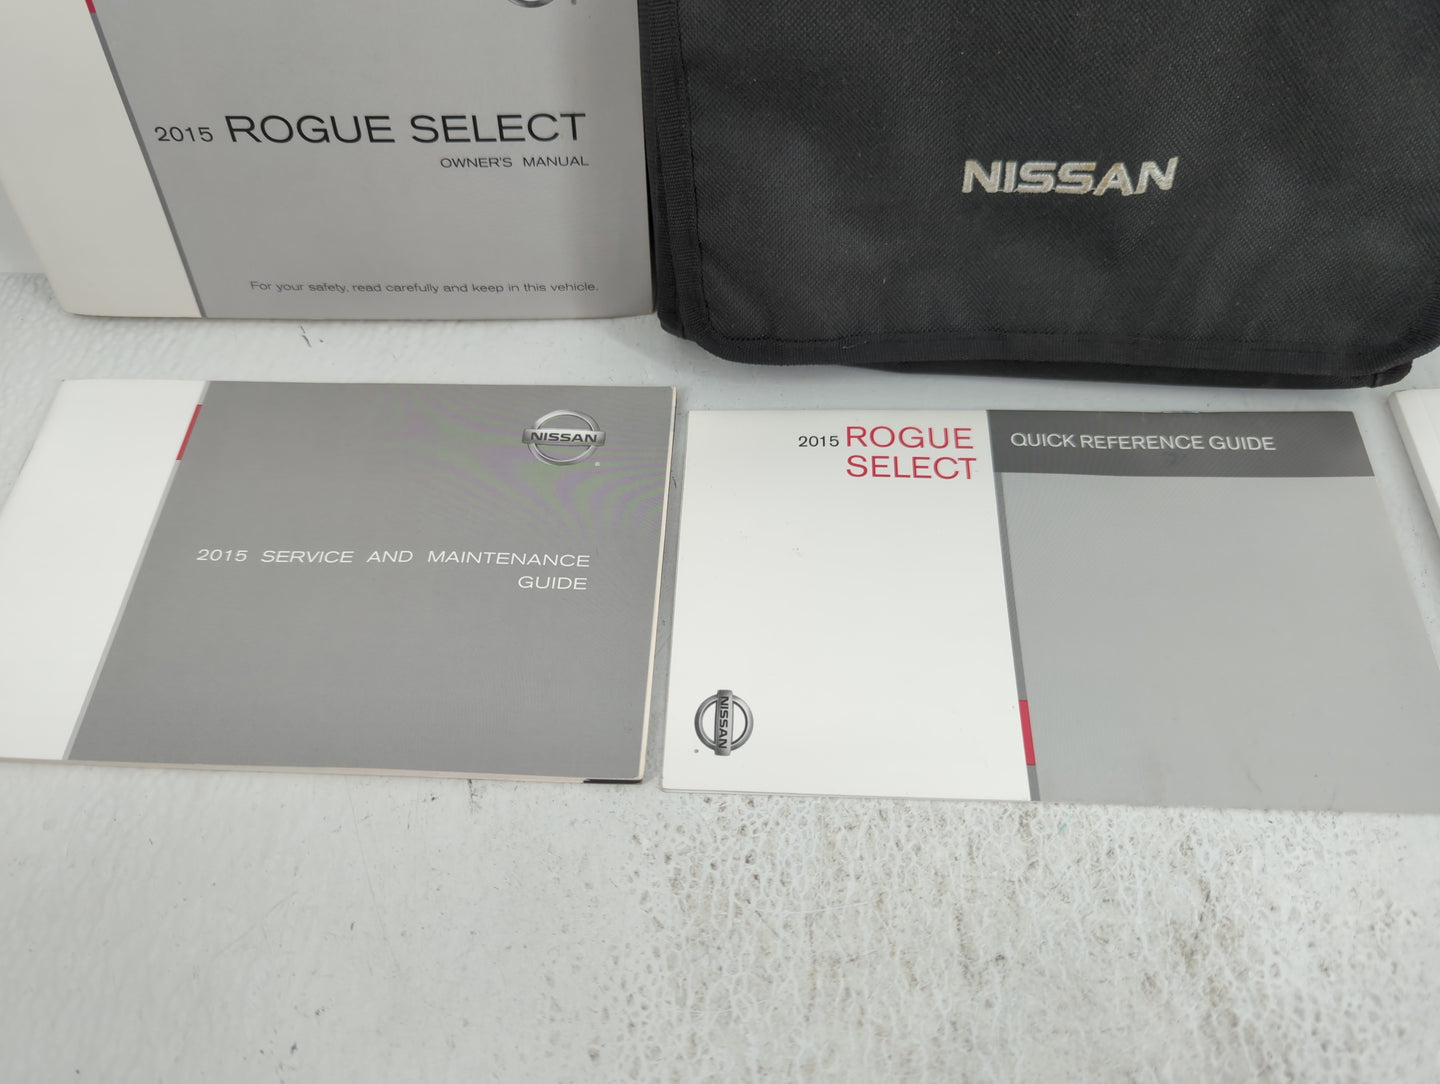 2015 ROGUE SELECT
OWNER'S MANUAL
For your safety, read carefully and keep in this vehicle.
NISSAN
NISSAN
2015 SERVICE AND MAINTENANCE
GUIDE
2015 ROGUE
SELECT
QUICK REFERENCE GUIDE
NISSAN